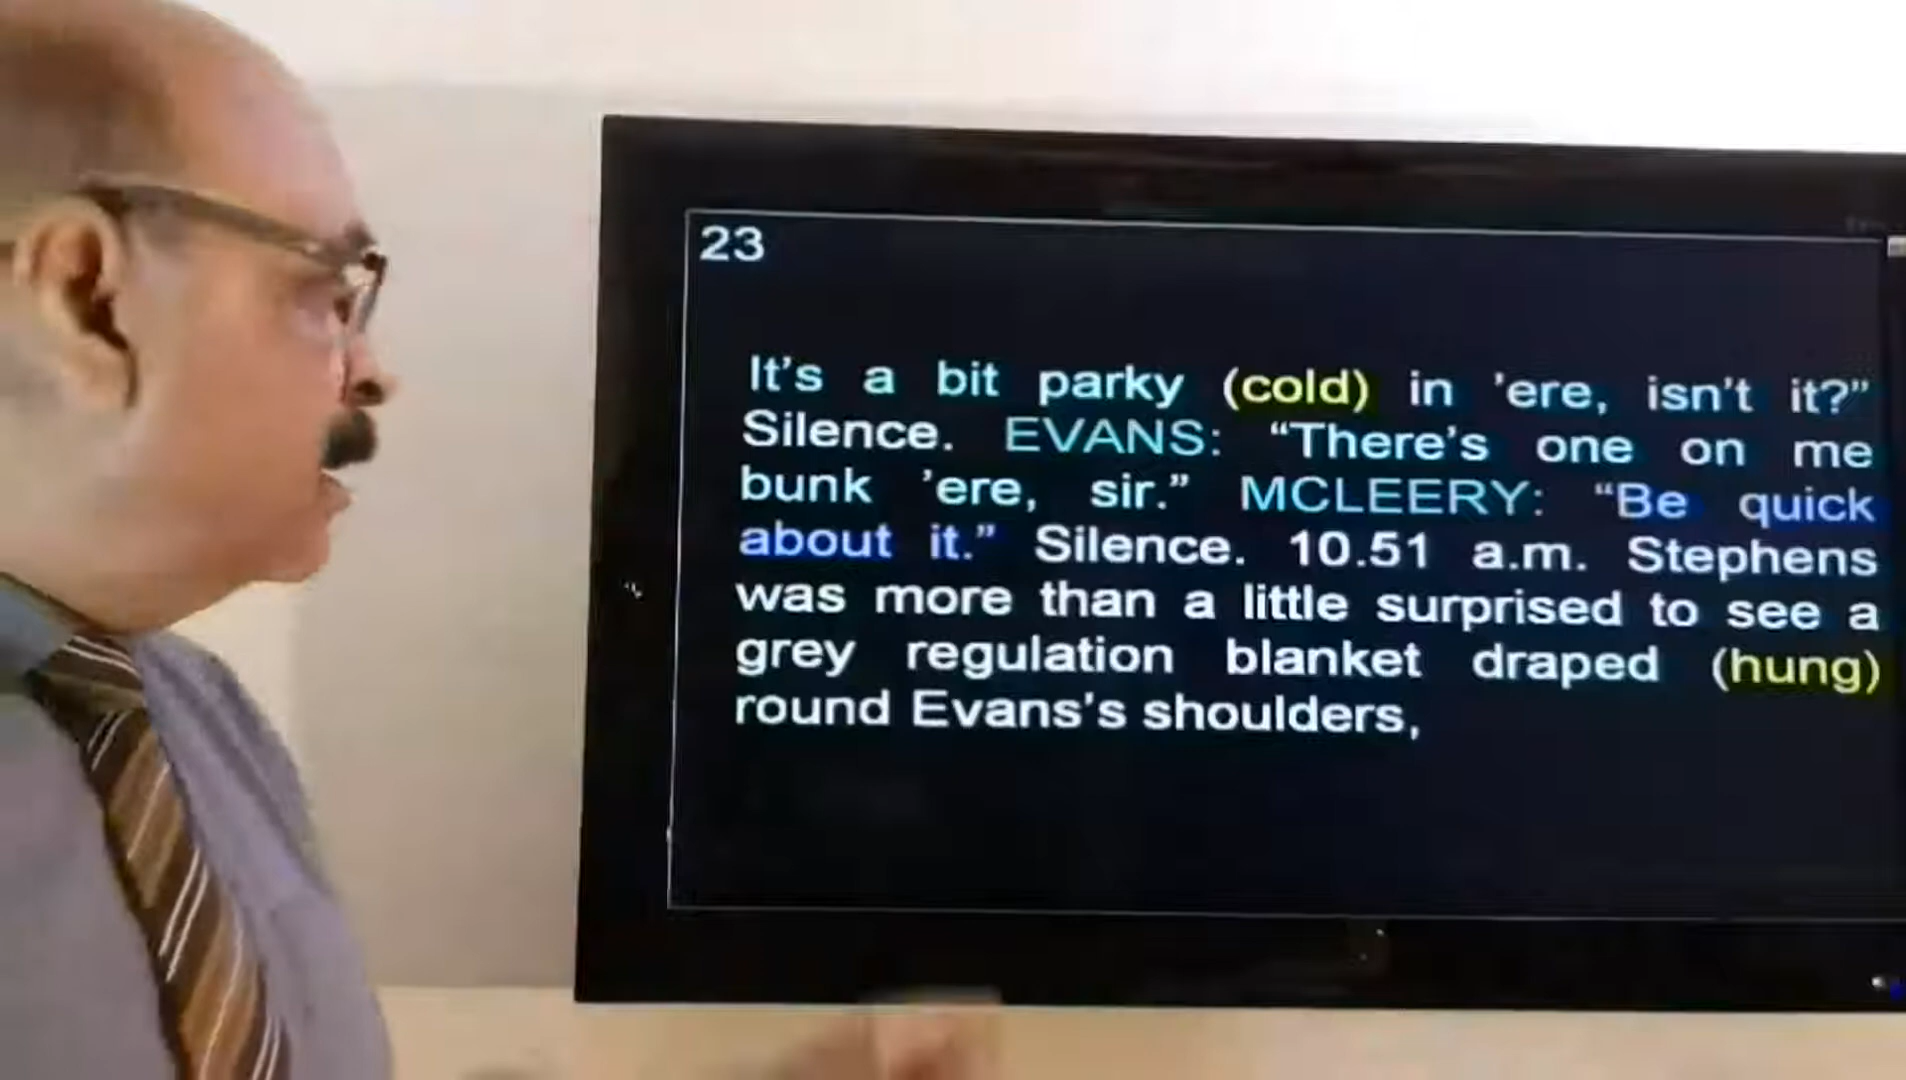 23
It's a bit parky (cold) in 'ere, isn't it?”
Silence. EVANS: “There's one on me
bunk ’ere, sir.” MCLEERY: “Be quick
about it.” Silence. 10.51 a.m. Stephens
was more than a little surprised to see a
grey regulation blanket draped (hung)
round Evans's shoulders,